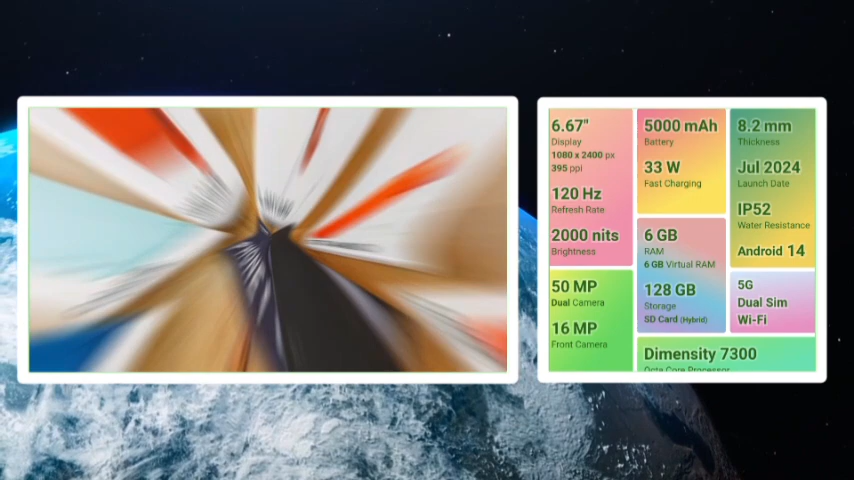 6.67"
Display
1080 x 2400 px
395 ppi
120 Hz
Refresh Rate
2000 nits
Brightness
50 MP
Dual Camera
16 MP
Front Camera
5000 mAh
Battery
33 W
Fast Charging
6 GB
RAM
6 GB Virtual RAM
128 GB
Storage
SD Card (Hybrid)
8.2 mm
Thickness
Jul 2024
Launch Date
IP52
Water Resistance
Android 14
5G
Dual Sim
Wi-Fi
Dimensity 7300
Octa Core Processor